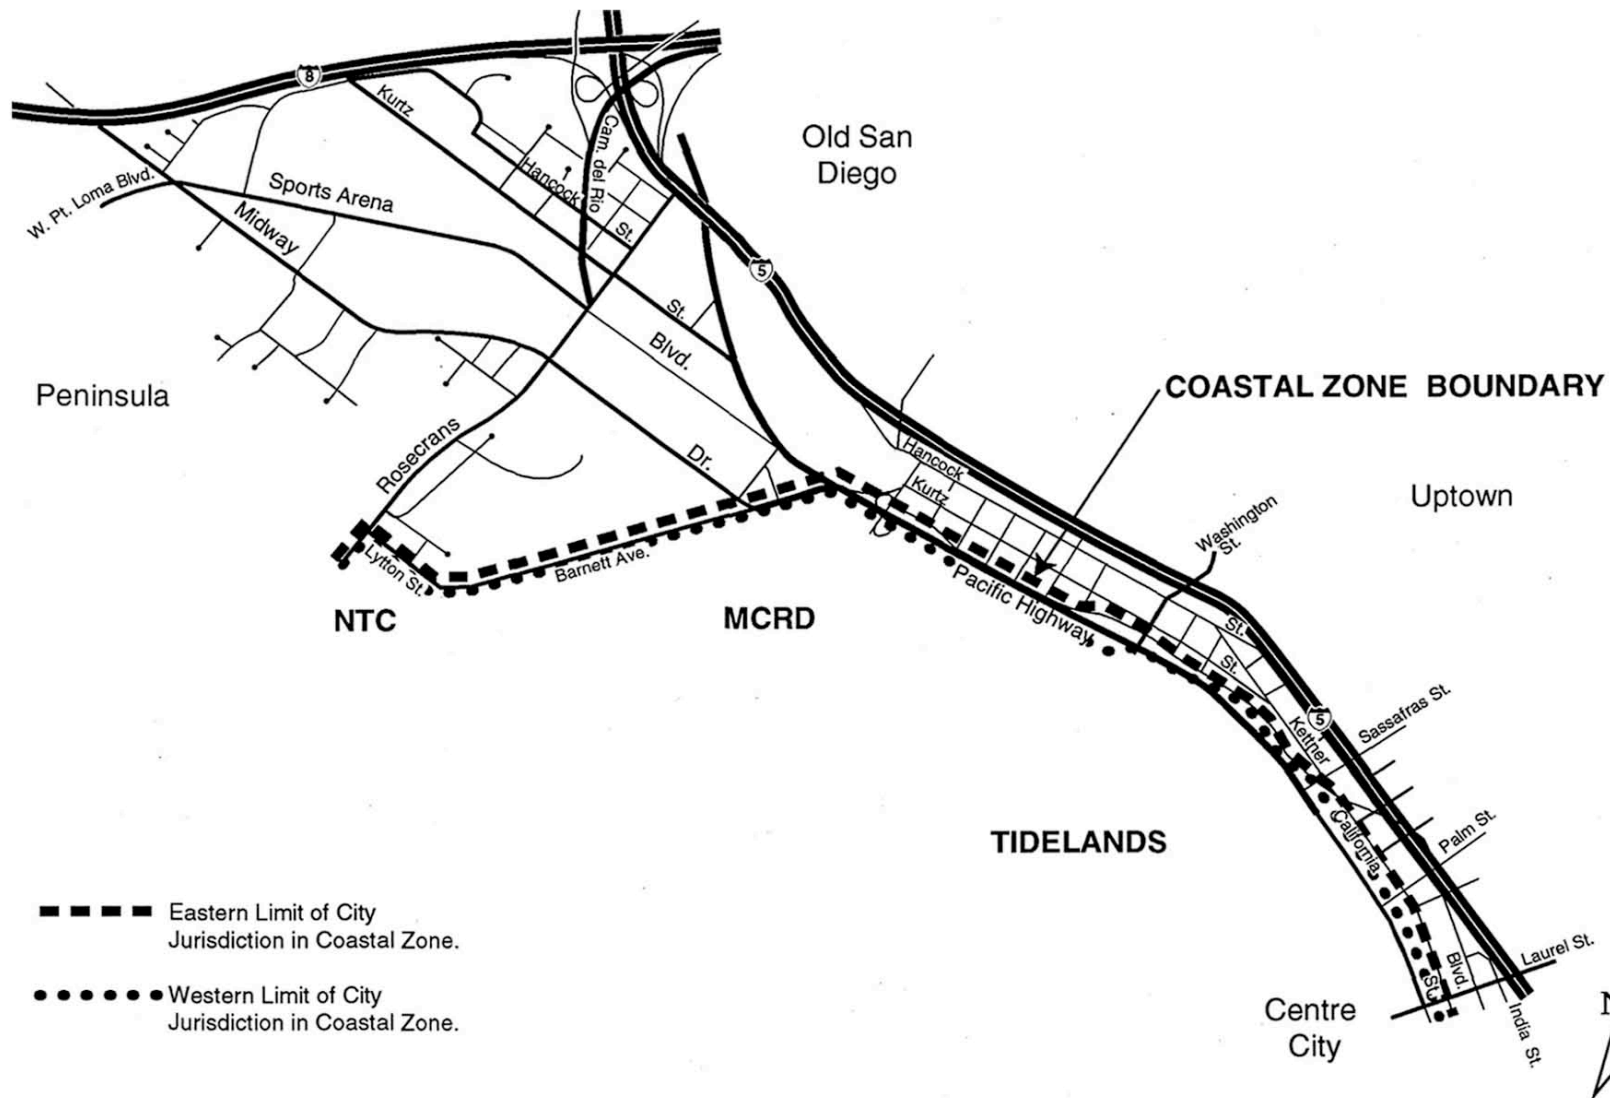 8
Kurtz
Cam. del Rio
Old San
Diego
Hancock
W. Pt. Loma Blvd.
Sports Arena
Midway
St.
5
St.
Blvd.
Peninsula
COASTAL ZONE BOUNDARY
Rosecrans
Dr.
Hancock
Kurtz
Uptown
Washington
St.
Lytton St.
Barnett Ave.
Pacific Highway
NTC
MCRD
St.
St.
5
Kettner
Sassafras St.
TIDELANDS
California
Palm St.
Eastern Limit of City
Jurisdiction in Coastal Zone.
Laurel St.
Blvd.
St.
Western Limit of City
Jurisdiction in Coastal Zone.
Centre
City
India St.
N